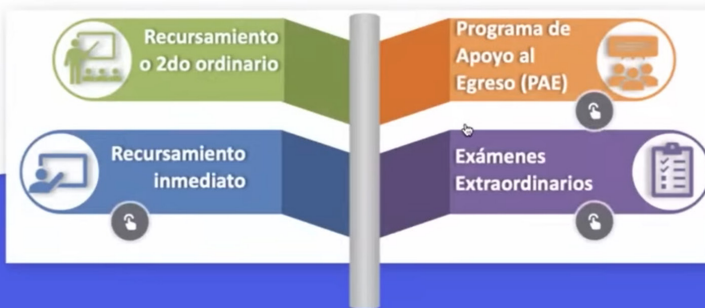 Recursamiento
o 2do ordinario
Programa de
Apoyo al
Egreso (PAE)
Recursamiento
inmediato
Exámenes
Extraordinarios